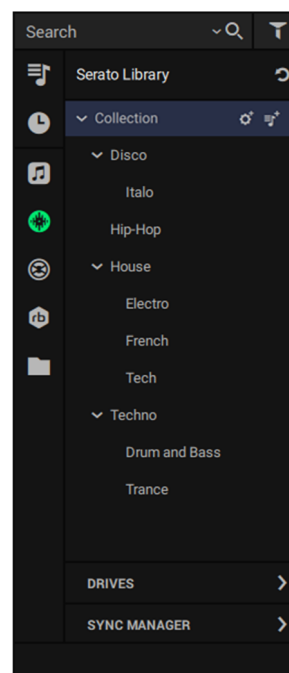 Search
Serato Library
Collection
Disco
Italo
Hip-Hop
House
Electro
French
Tech
Techno
Drum and Bass
Trance
DRIVES
SYNC MANAGER
rb